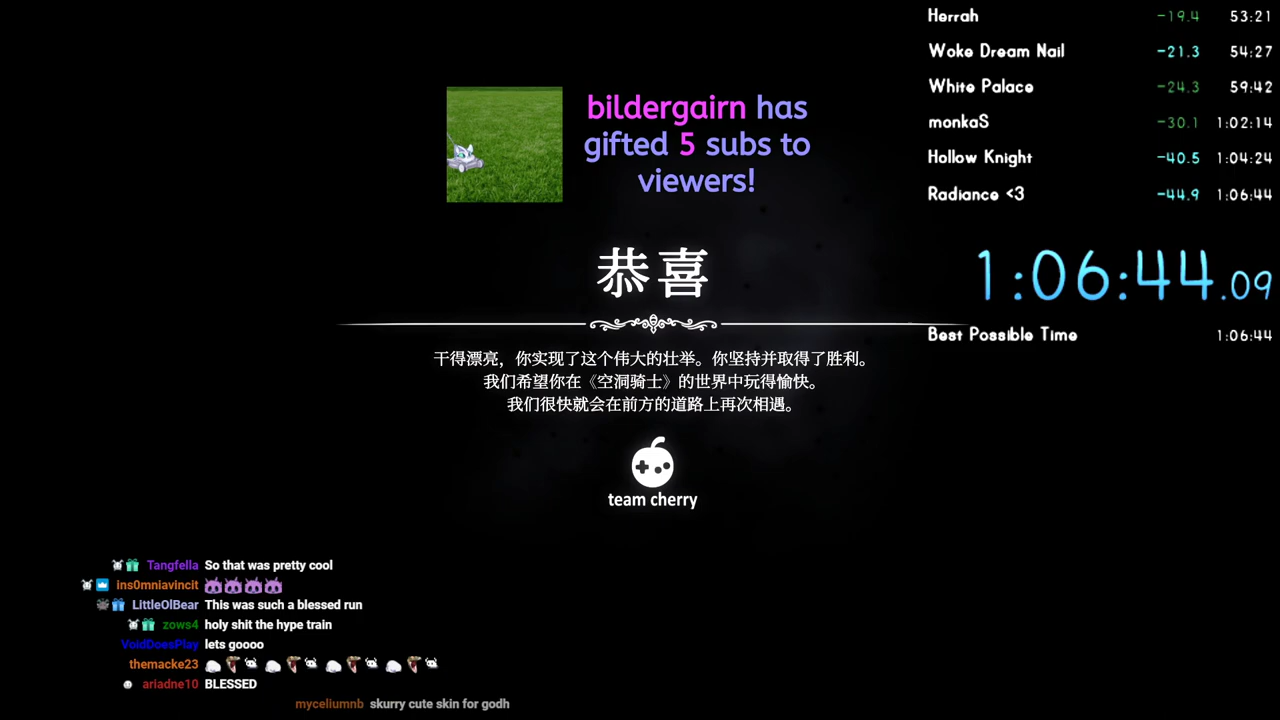 Herrah -19.4 53:21
Woke Dream Nail -21.3 54:27
White Palace -24.3 59:42
monkaS -30.1 1:02:14
Hollow Knight -40.5 1:04:24
Radiance <3 -44.9 1:06:44
1:06:44.09
Best Possible Time 1:06:44
bildergairn has
gifted 5 subs to
viewers!
恭喜
干得漂亮，你实现了这个伟大的壮举。你坚持并取得了胜利。
我们希望你在《空洞骑士》的世界中玩得愉快。
我们很快就会在前方的道路上再次相遇。
team cherry
Tangfella So that was pretty cool
ins0mniavincit
LittleOlBear This was such a blessed run
zows4 holy shit the hype train
VoidDoesPlay lets goooo
themacke23
ariadne10 BLESSED
myceliumnb skurry cute skin for godh